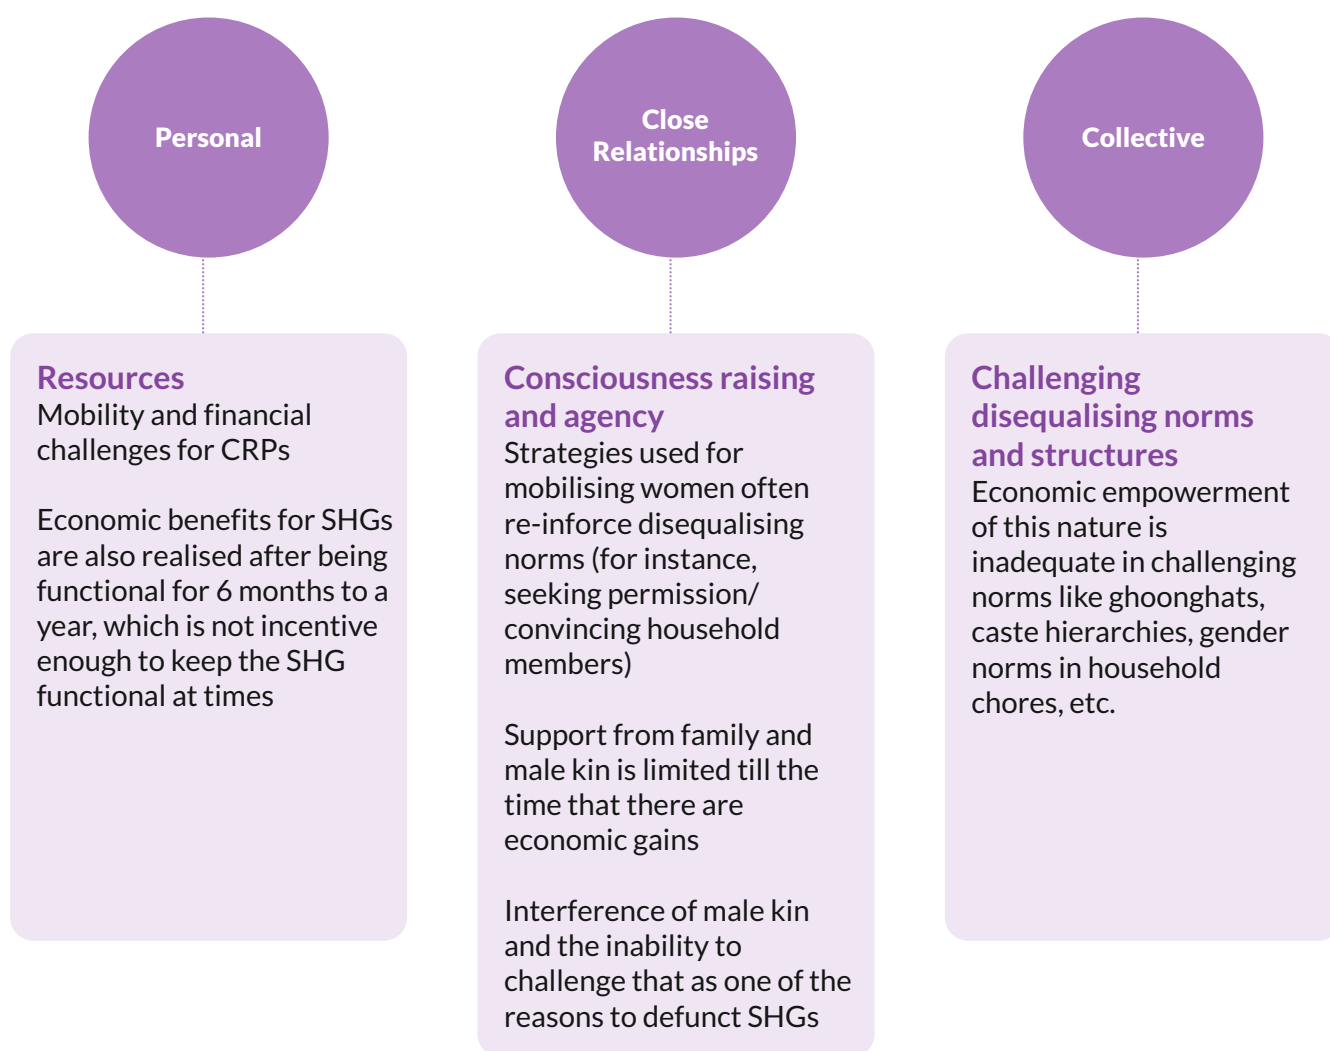 Personal
Close
Relationships
Collective
Resources
Mobility and financial
challenges for CRPs
Economic benefits for SHGs
are also realised after being
functional for 6 months to a
year, which is not incentive
enough to keep the SHG
functional at times
Consciousness raising
and agency
Strategies used for
mobilising women often
re-inforce disequalising
norms (for instance,
seeking permission/
convincing household
members)
Support from family and
male kin is limited till the
time that there are
economic gains
Interference of male kin
and the inability to
challenge that as one of the
reasons to defunct SHGs
Challenging
disequalising norms
and structures
Economic empowerment
of this nature is
inadequate in challenging
norms like ghoonghats,
caste hierarchies, gender
norms in household
chores, etc.